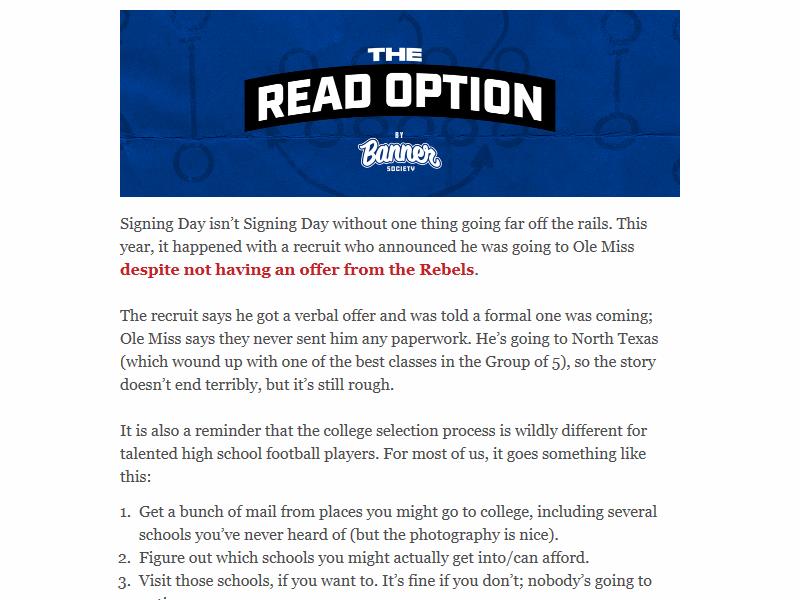 THE
READ OPTION
BY
Banner
SOCIETY
Signing Day isn’t Signing Day without one thing going far off the rails. This
year, it happened with a recruit who announced he was going to Ole Miss
despite not having an offer from the Rebels.
The recruit says he got a verbal offer and was told a formal one was coming;
Ole Miss says they never sent him any paperwork. He’s going to North Texas
(which wound up with one of the best classes in the Group of 5), so the story
doesn’t end terribly, but it’s still rough.
It is also a reminder that the college selection process is wildly different for
talented high school football players. For most of us, it goes something like
this:
1. Get a bunch of mail from places you might go to college, including several
schools you’ve never heard of (but the photography is nice).
2. Figure out which schools you might actually get into/can afford.
3. Visit those schools, if you want to. It’s fine if you don’t; nobody’s going to